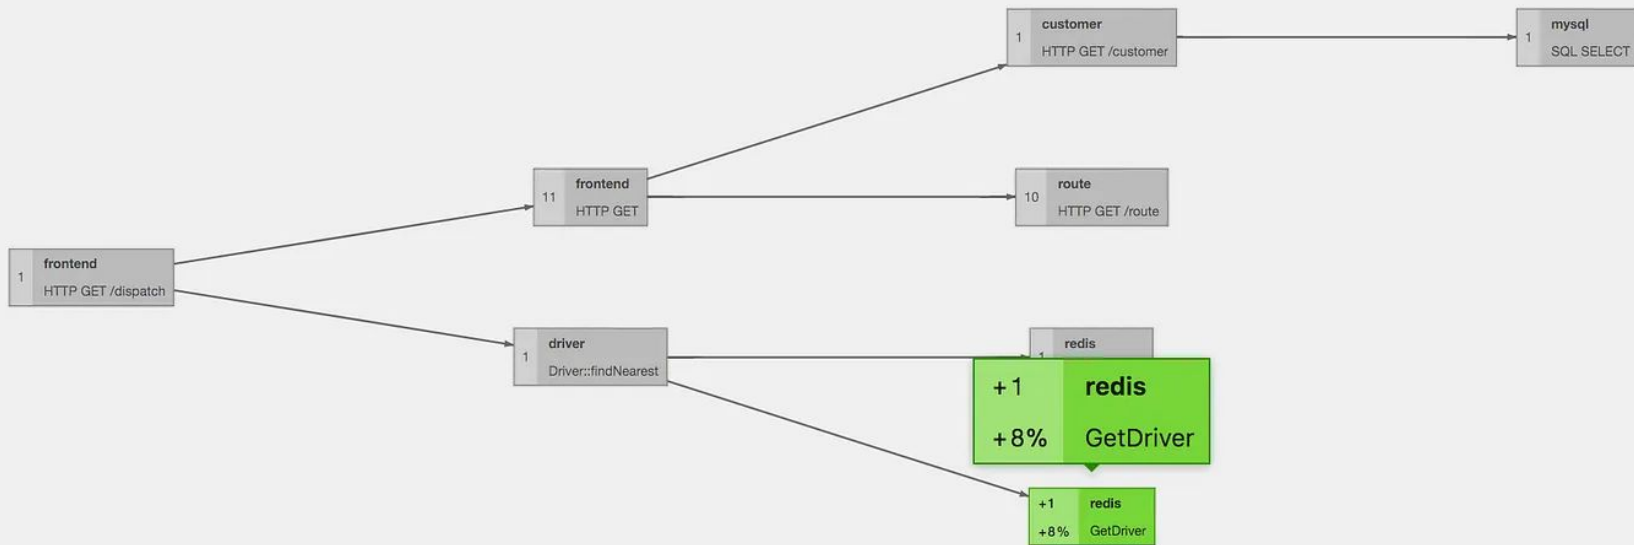 customer
1
HTTP GET /customer
mysql
1
SQL SELECT
frontend
11
HTTP GET
route
10
HTTP GET /route
frontend
1
HTTP GET /dispatch
driver
1
Driver::findNearest
redis
1
+1 redis
+8% GetDriver
+1 redis
+8% GetDriver